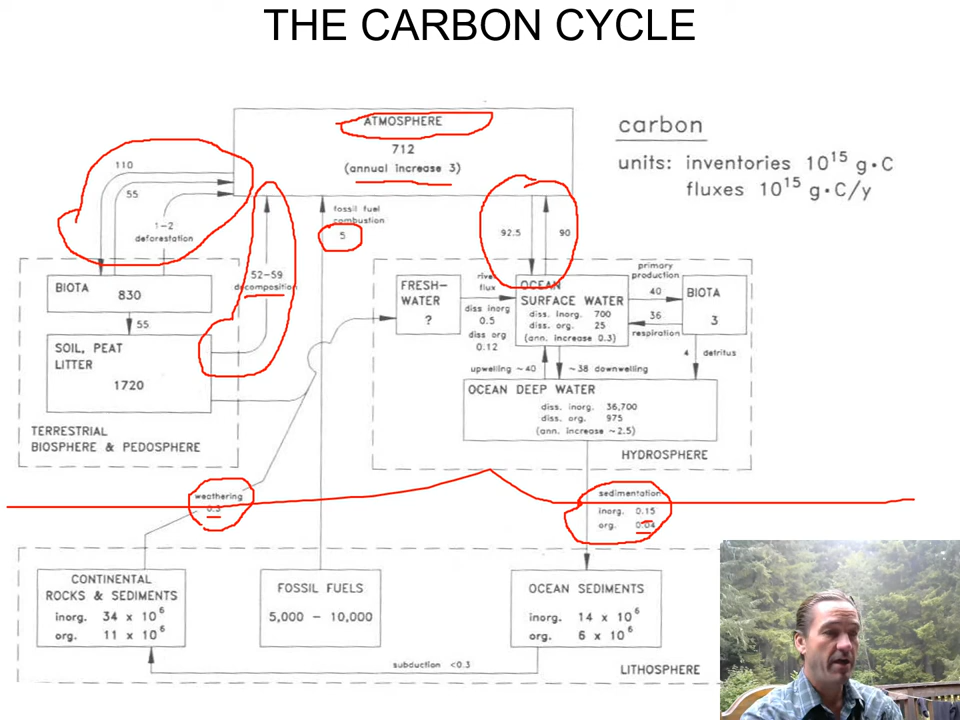 THE CARBON CYCLE
ATMOSPHERE
712
(annual increase 3)
carbon
units: inventories 10¹⁵ g•C
fluxes 10¹⁵ g•C/y
110
55
1-2
deforestation
fossil fuel
combustion
5
92.5
90
52-59
decomposition
BIOTA
830
55
SOIL, PEAT
LITTER
1720
TERRESTRIAL
BIOSPHERE & PEDOSPHERE
FRESH-
WATER
?
river
flux
diss inorg
0.5
diss org
0.12
OCEAN
SURFACE WATER
diss. inorg. 700
diss. org. 25
(ann. increase 0.3)
primary
production
40
36
respiration
BIOTA
3
4 detritus
upwelling ~40
~38 downwelling
OCEAN DEEP WATER
diss. inorg. 36,700
diss. org. 975
(ann. increase ~2.5)
HYDROSPHERE
weathering
0.3
sedimentation
inorg. 0.15
org. 0.04
CONTINENTAL
ROCKS & SEDIMENTS
inorg. 34 x 10⁶
org. 11 x 10⁶
FOSSIL FUELS
5,000 - 10,000
OCEAN SEDIMENTS
inorg. 14 x 10⁶
org. 6 x 10⁶
subduction <0.3
LITHOSPHERE